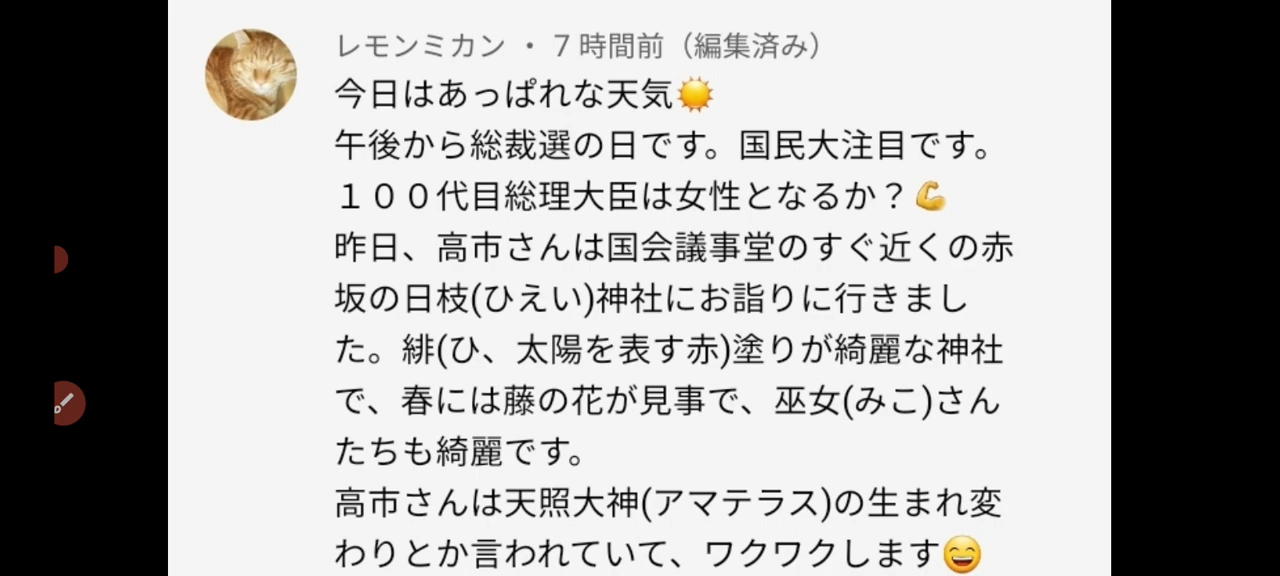 レモンミカン ・ 7 時間前（編集済み）
今日はあっぱれな天気☀️
午後から総裁選の日です。国民大注目です。
１００代目総理大臣は女性となるか？💪
昨日、高市さんは国会議事堂のすぐ近くの赤
坂の日枝(ひえい)神社にお詣りに行きまし
た。緋(ひ、太陽を表す赤)塗りが綺麗な神社
で、春には藤の花が見事で、巫女(みこ)さん
たちも綺麗です。
高市さんは天照大神(アマテラス)の生まれ変
わりとか言われていて、ワクワクします😄